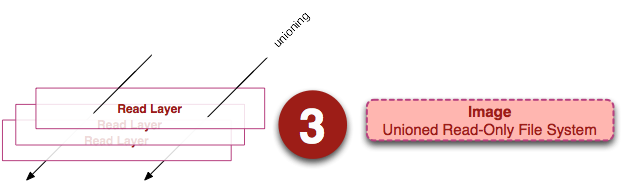 unioning
Read Layer
Read Layer
Read Layer
3
Image
Unioned Read-Only File System